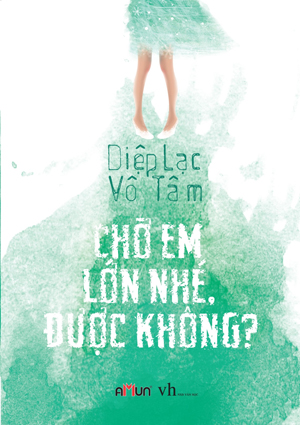 Diệp Lạc
Vô Tâm
CHỜ EM
LỚN NHÉ,
ĐƯỢC KHÔNG?
AMUN vh